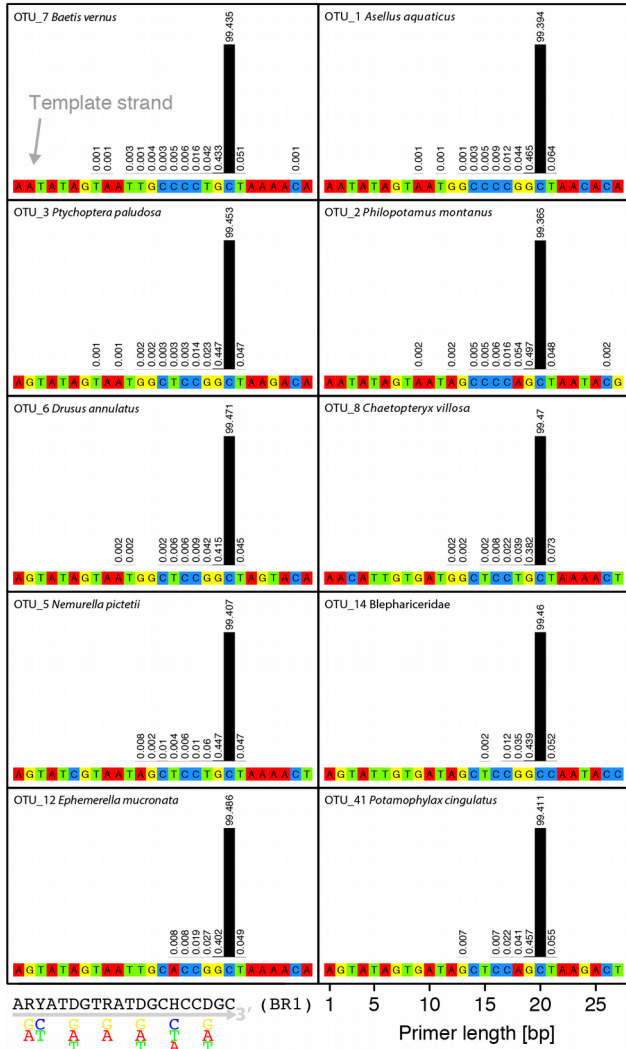 OTU_7 Baetis vernus
99.435
Template strand
0.001 0.001 0.003 0.001 0.004 0.003 0.005 0.006 0.016 0.042 0.433 0.051 0.001
AATATAGTAATTGCCCCTGCTAAAACA
OTU_1 Asellus aquaticus
99.394
0.001 0.001 0.001 0.003 0.005 0.009 0.012 0.044 0.465 0.064
AATATAGTAATGGCCCCGGCTAACACA
OTU_3 Ptychoptera paludosa
99.453
0.001 0.001 0.002 0.002 0.003 0.003 0.003 0.014 0.023 0.447 0.047
AGTATAGTAATGGCTCCGGCTAAGACA
OTU_2 Philopotamus montanus
99.365
0.002 0.002 0.005 0.005 0.006 0.016 0.054 0.497 0.048 0.002
AATATAGTAATAGCCCCAGCTAATACG
OTU_6 Drusus annulatus
99.471
0.002 0.002 0.002 0.006 0.006 0.009 0.042 0.415 0.045
AGTATAGTAATGGCTCCGGCTAGTACA
OTU_8 Chaetopteryx villosa
99.47
0.002 0.002 0.002 0.008 0.022 0.039 0.382 0.073
AACATTGTGATGGCTCCTGCTAAAACT
OTU_5 Nemurella pictetii
99.407
0.008 0.002 0.01 0.004 0.006 0.01 0.06 0.447 0.047
AGTATCGTAATAGCTCCTGCTAAAACT
OTU_14 Blephariceridae
99.46
0.002 0.012 0.035 0.439 0.052
AGTATTGTGATAGCTCCGGCCAATACC
OTU_12 Ephemerella mucronata
99.486
0.008 0.008 0.019 0.027 0.402 0.049
AGTATAGTAATTGCACCGGCTAAAACA
OTU_41 Potamophylax cingulatus
99.411
0.007 0.007 0.022 0.041 0.457 0.055
AGTATAGTGATAGCTCCAGCTAAGACT
ARYATDGTRATDGCHCCDGC (BR1)
3'
G C G G G C G
A T A A A T A
T T A T
1 5 10 15 20 25
Primer length [bp]